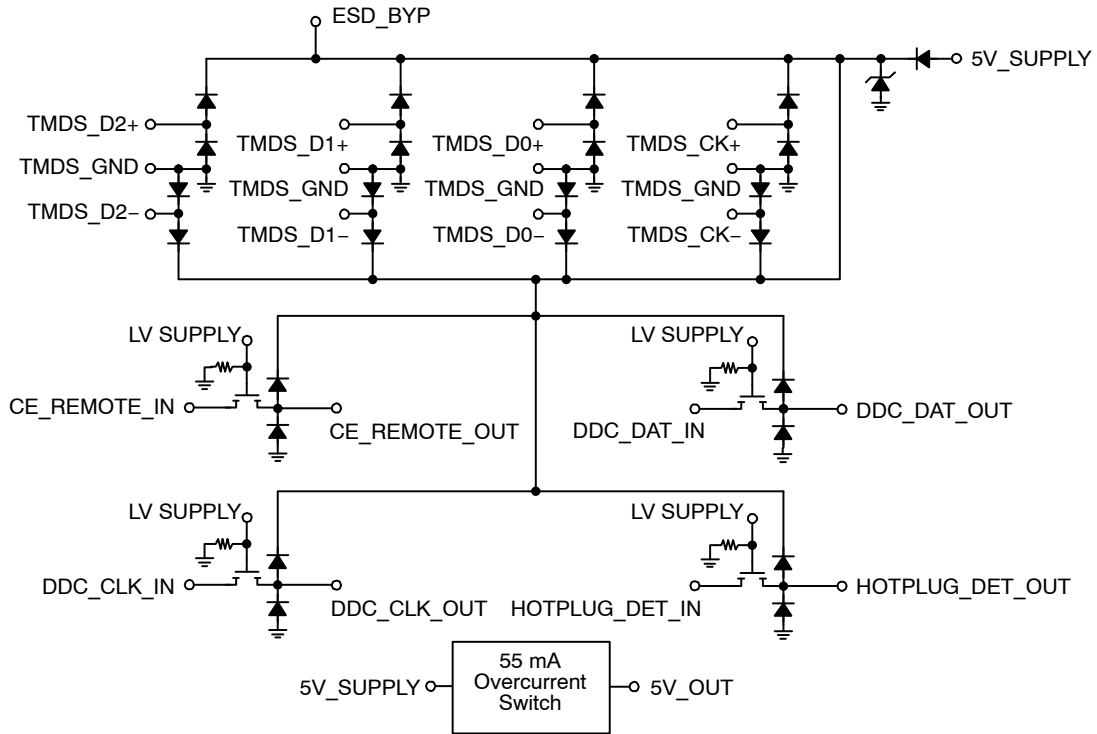 ESD_BYP
5V_SUPPLY
TMDS_D2+
TMDS_D1+
TMDS_D0+
TMDS_CK+
TMDS_GND
TMDS_GND
TMDS_GND
TMDS_GND
TMDS_D2−
TMDS_D1−
TMDS_D0−
TMDS_CK−
LV SUPPLY
LV SUPPLY
CE_REMOTE_IN
CE_REMOTE_OUT
DDC_DAT_IN
DDC_DAT_OUT
LV SUPPLY
LV SUPPLY
DDC_CLK_IN
DDC_CLK_OUT
HOTPLUG_DET_IN
HOTPLUG_DET_OUT
5V_SUPPLY
55 mA
Overcurrent
Switch
5V_OUT